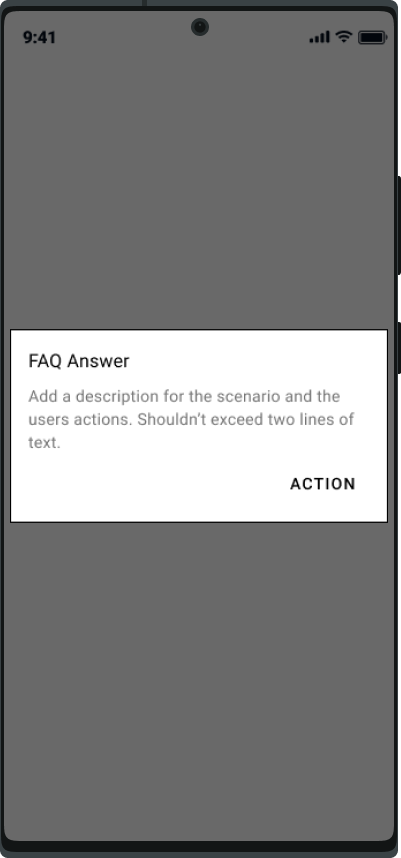 9:41
FAQ Answer
Add a description for the scenario and the
users actions. Shouldn’t exceed two lines of
text.
ACTION